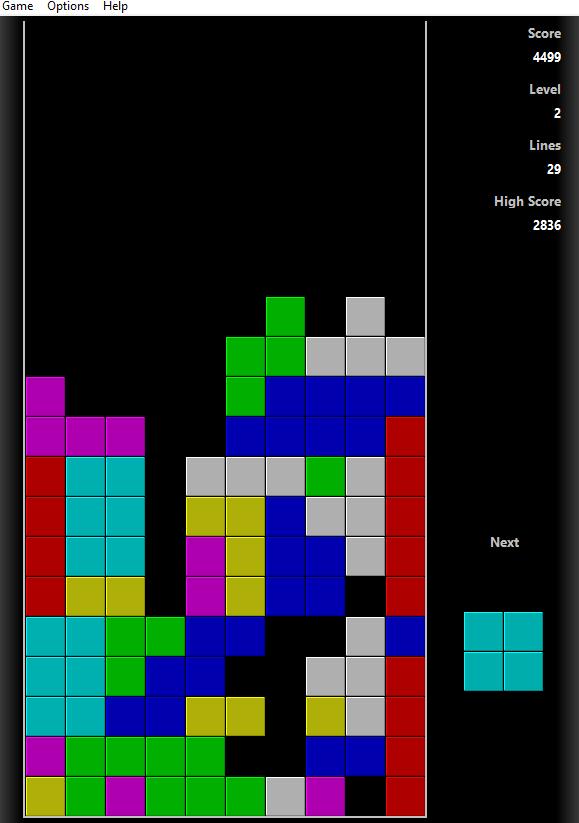 Game Options Help
Score
4499
Level
2
Lines
29
High Score
2836
Next